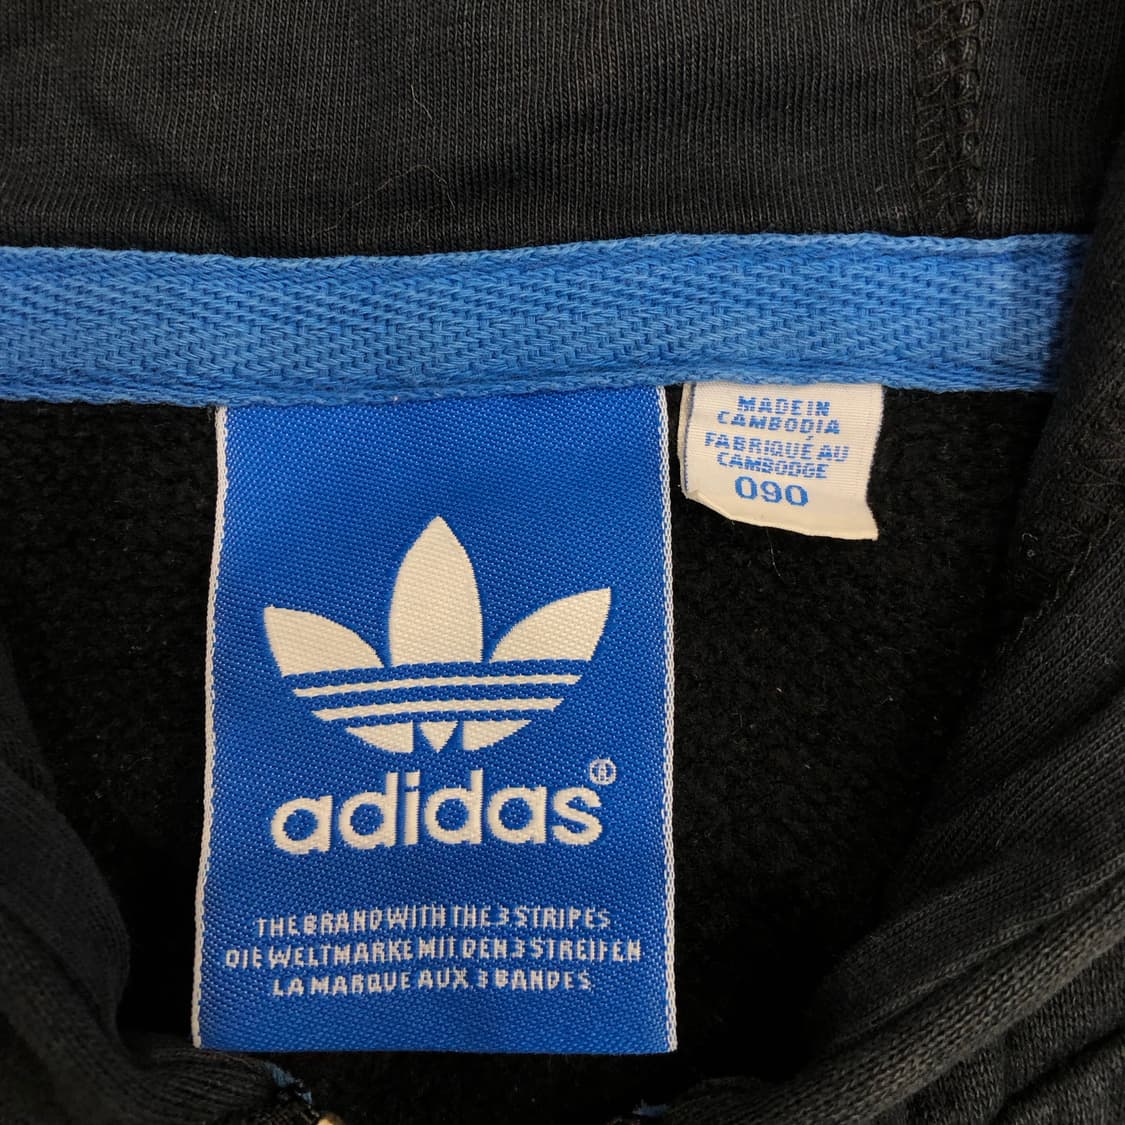 MADE IN
CAMBODIA
FABRIQUÉ AU
CAMBODGE
090
adidas®
THE BRAND WITH THE 3 STRIPES
DIE WELTMARKE MIT DEN 3 STREIFEN
LA MARQUE AUX 3 BANDES